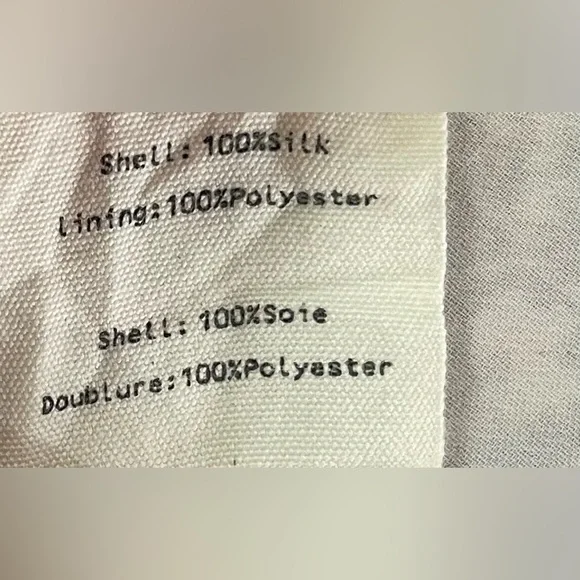 Shell: 100%Silk
lining:100%Polyester
Shell: 100%Soie
Doublure:100%Polyester